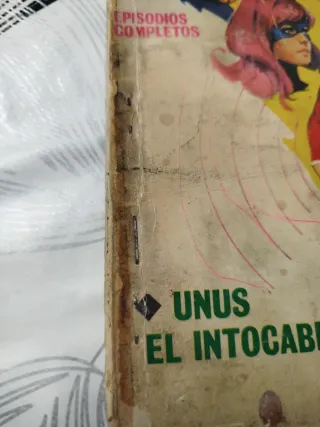 EPISODIOS
COMPLETOS
UNUS
EL INTOCAB